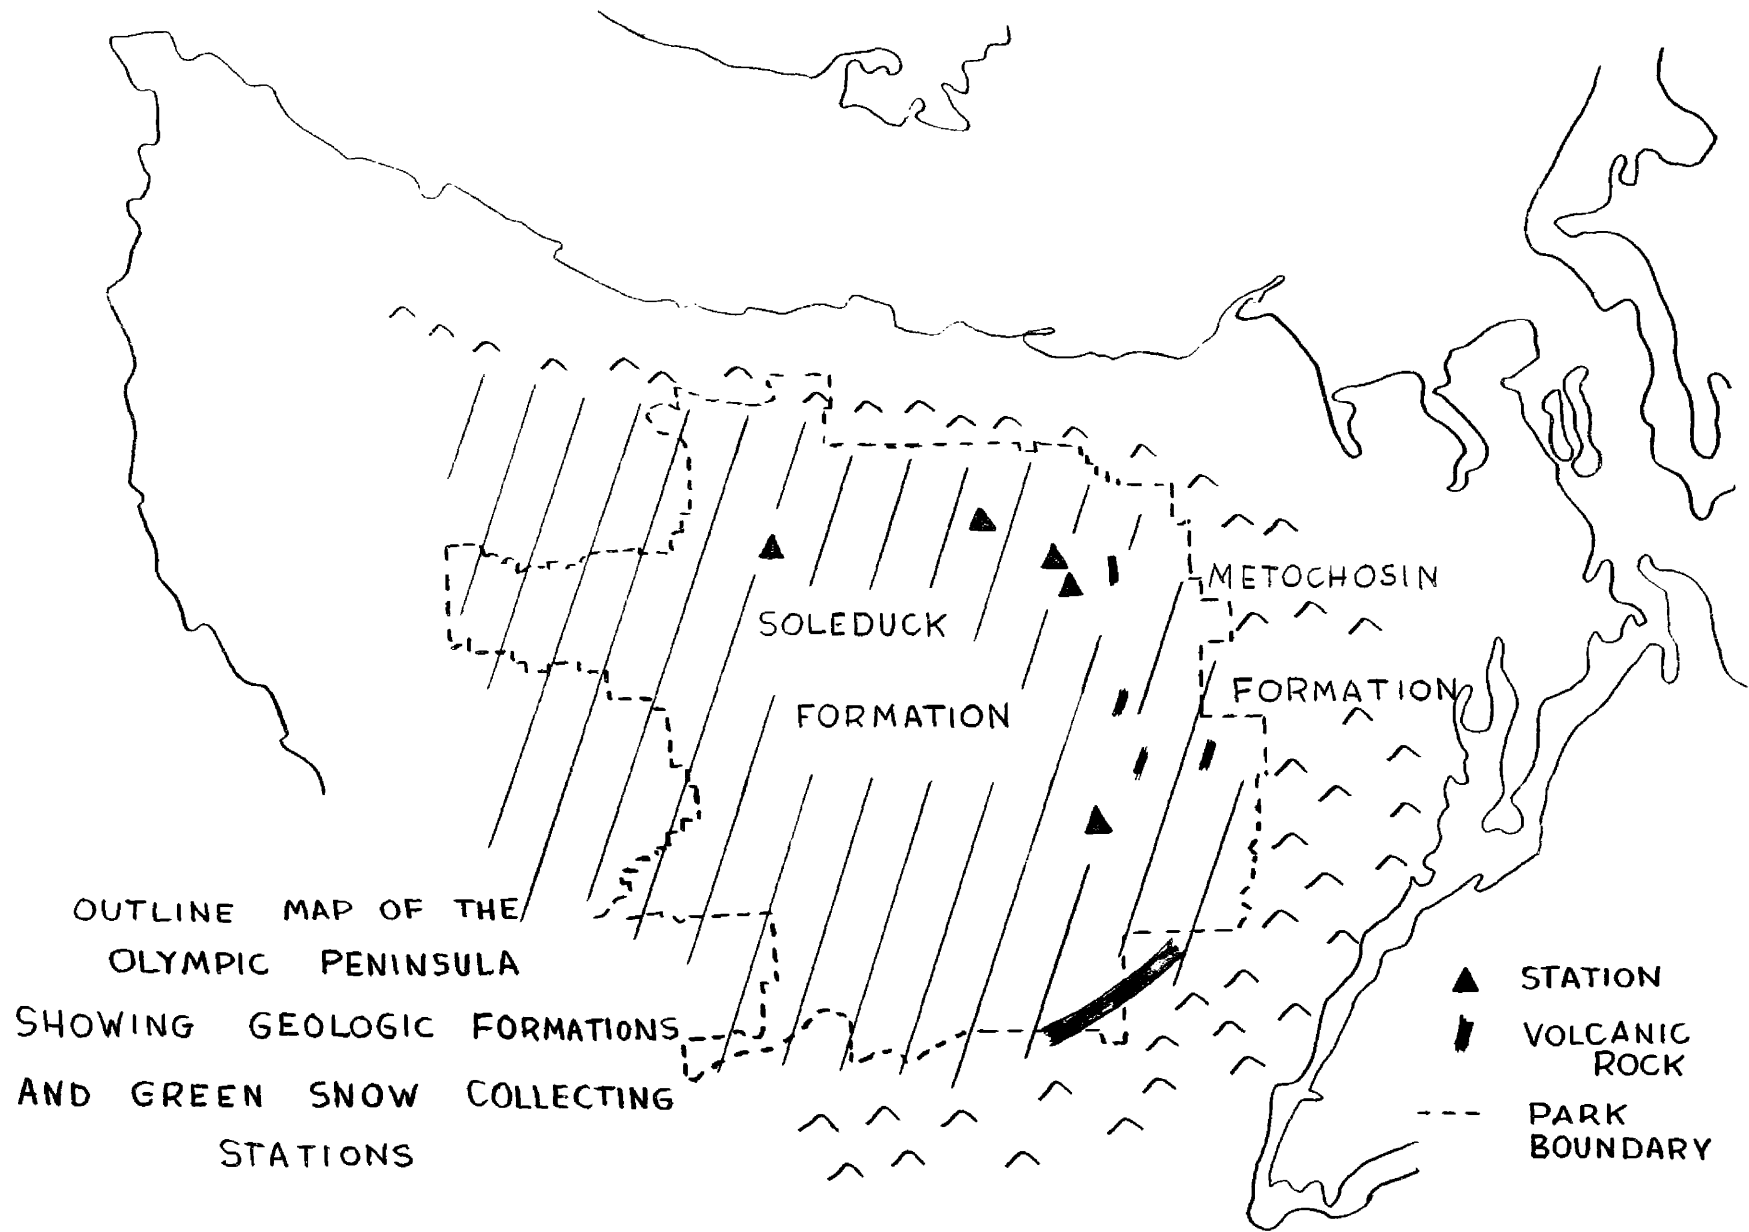 SOLEDUCK
FORMATION
METOCHOSIN
FORMATION
OUTLINE MAP OF THE
OLYMPIC PENINSULA
SHOWING GEOLOGIC FORMATIONS
AND GREEN SNOW COLLECTING
STATIONS
STATION
VOLCANIC
ROCK
PARK
BOUNDARY